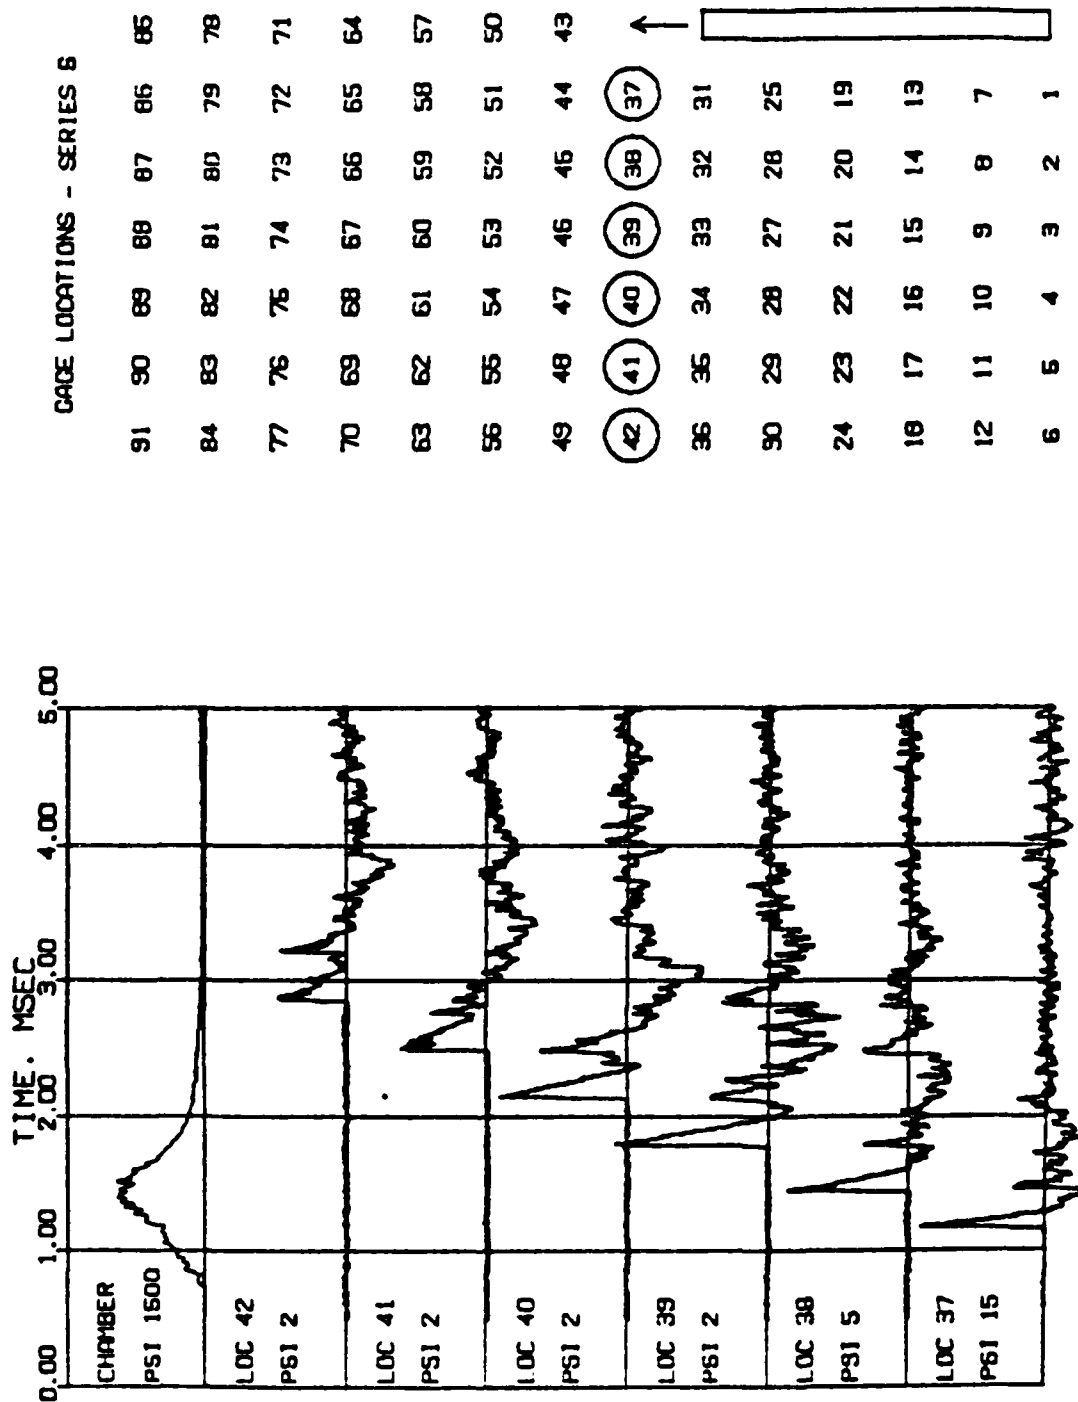 GAGE LOCATIONS - SERIES 6
91 90 89 88 87 86 85
84 83 82 81 80 79 78
77 76 75 74 73 72 71
70 69 68 67 66 65 64
63 62 61 60 59 58 57
56 55 54 53 52 51 50
49 48 47 46 45 44 43
42 41 40 39 38 37
36 35 34 33 32 31
30 29 28 27 26 25
24 23 22 21 20 19
18 17 16 15 14 13
12 11 10 9 8 7
6 5 4 3 2 1
TIME. MSEC
0.00 1.00 2.00 3.00 4.00 5.00
CHAMBER
PSI 1500
LOC 42
PSI 2
LOC 41
PSI 2
LOC 40
PSI 2
LOC 39
PSI 2
LOC 38
PSI 5
LOC 37
PSI 15